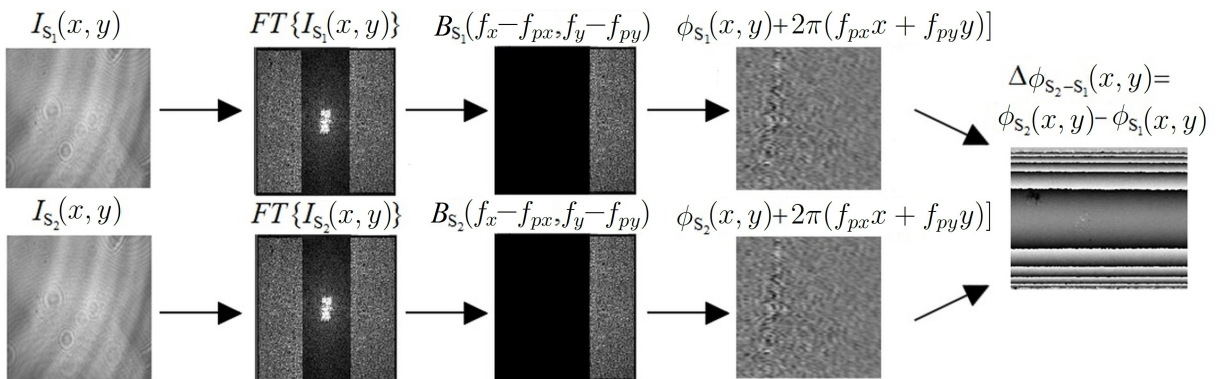 I_{S_1}(x, y)
FT{I_{S_1}(x, y)}
B_{S_1}(f_x−f_{px}, f_y−f_{py})
ϕ_{S_1}(x, y)+2π(f_{px}x + f_{py}y)]
Δϕ_{S_2−S_1}(x, y)=
ϕ_{S_2}(x, y)−ϕ_{S_1}(x, y)
I_{S_2}(x, y)
FT{I_{S_2}(x, y)}
B_{S_2}(f_x−f_{px}, f_y−f_{py})
ϕ_{S_2}(x, y)+2π(f_{px}x + f_{py}y)]